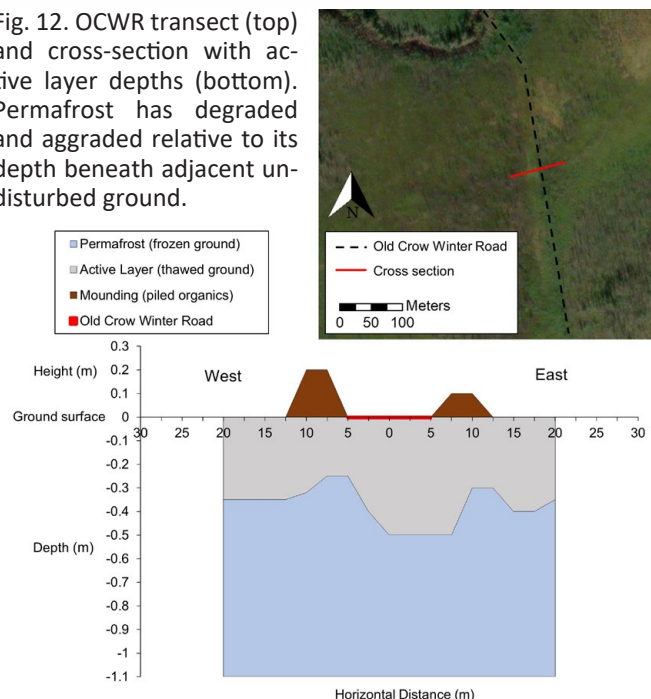 Fig. 12. OCWR transect (top)
and cross-section with ac-
tive layer depths (bottom).
Permafrost has degraded
and aggraded relative to its
depth beneath adjacent un-
disturbed ground.
N
Old Crow Winter Road
Cross section
Meters
0 50 100
Permafrost (frozen ground)
Active Layer (thawed ground)
Mounding (piled organics)
Old Crow Winter Road
0.3
Height (m)
0.2
West
East
0.1
Ground surface
0
30 25 20 15 10 5 0 5 10 15 20 25 30
-0.1
-0.2
-0.3
-0.4
-0.5
Depth (m)
-0.6
-0.7
-0.8
-0.9
-1
-1.1
Horizontal Distance (m)